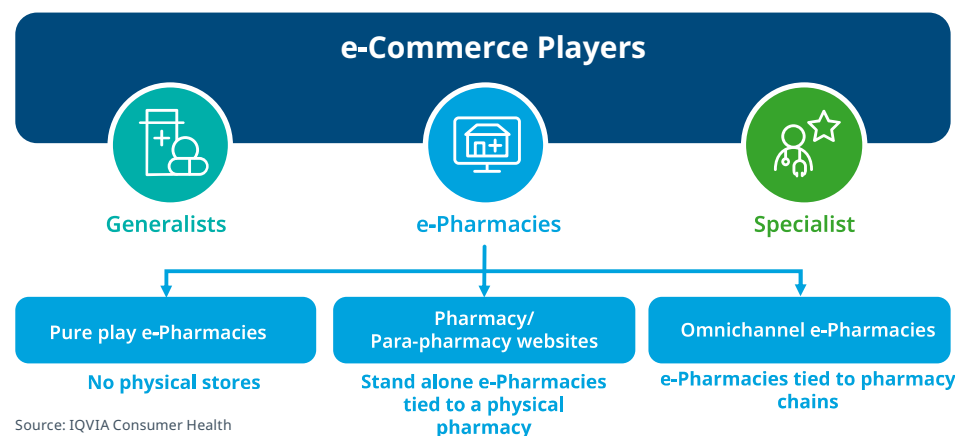 e-Commerce Players
Generalists
e-Pharmacies
Specialist
Pure play e-Pharmacies
No physical stores
Pharmacy/
Para-pharmacy websites
Stand alone e-Pharmacies
tied to a physical
pharmacy
Omnichannel e-Pharmacies
e-Pharmacies tied to pharmacy
chains
Source: IQVIA Consumer Health